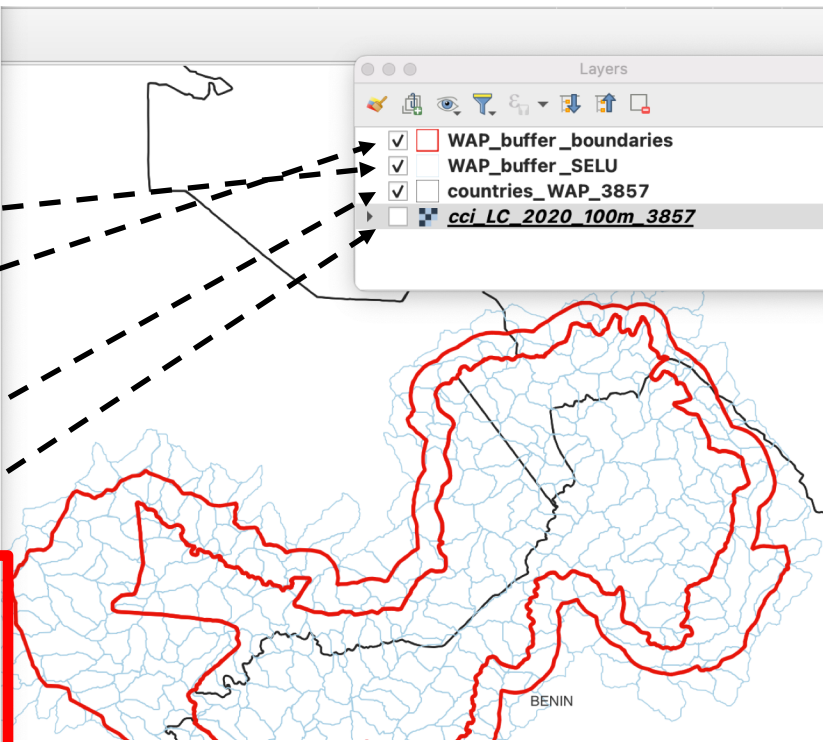 Layers
WAP_buffer _boundaries
WAP_buffer _SELU
countries_WAP_3857
cci_LC_2020_100m_3857
BENIN